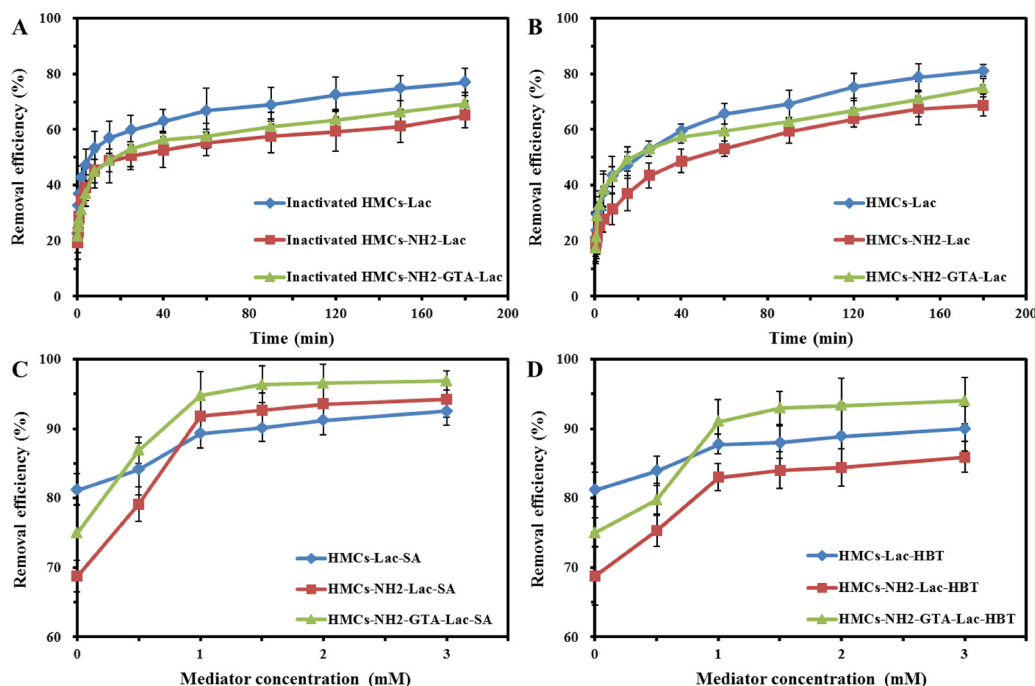 A
Removal efficiency (%)
100
80
60
40
20
0
Inactivated HMCs-Lac
Inactivated HMCs-NH2-Lac
Inactivated HMCs-NH2-GTA-Lac
0 40 80 120 160 200
Time (min)
B
Removal efficiency (%)
100
80
60
40
20
0
HMCs-Lac
HMCs-NH2-Lac
HMCs-NH2-GTA-Lac
0 40 80 120 160 200
Time (min)
C
Removal efficiency (%)
100
90
80
70
60
HMCs-Lac-SA
HMCs-NH2-Lac-SA
HMCs-NH2-GTA-Lac-SA
0 1 2 3
Mediator concentration (mM)
D
Removal efficiency (%)
100
90
80
70
60
HMCs-Lac-HBT
HMCs-NH2-Lac-HBT
HMCs-NH2-GTA-Lac-HBT
0 1 2 3
Mediator concentration (mM)